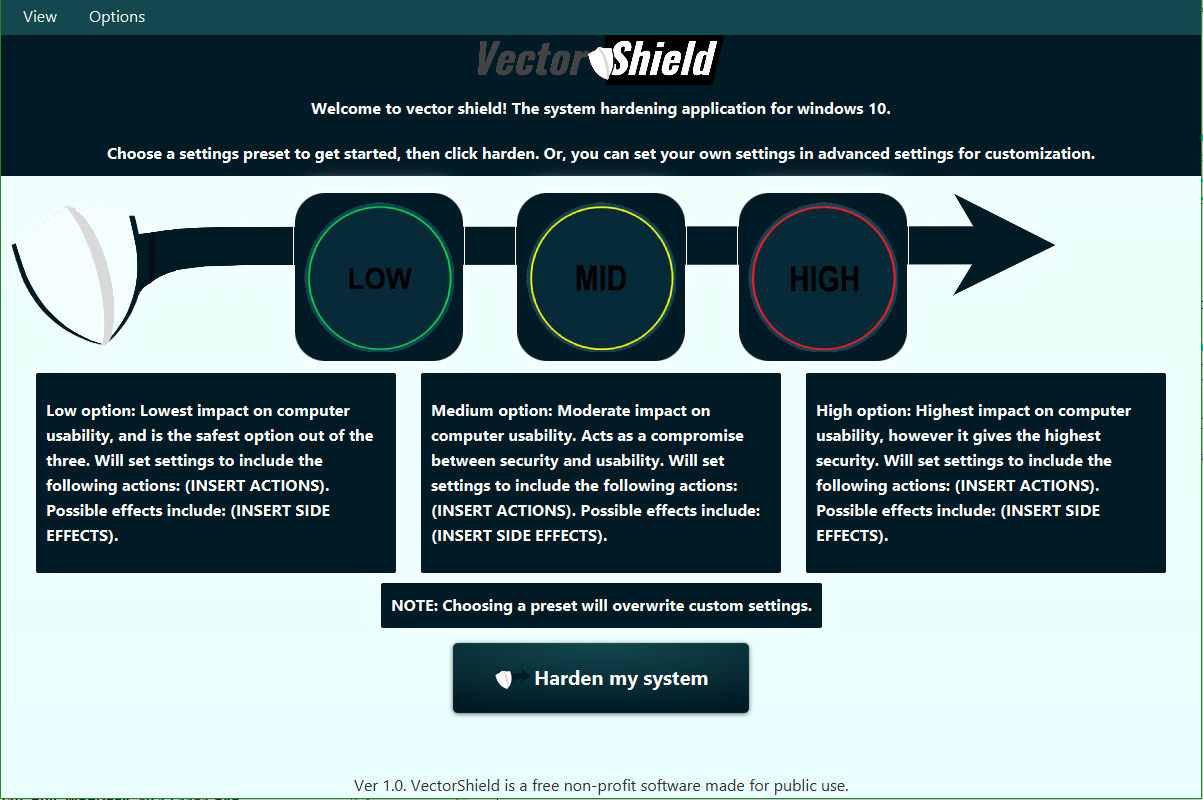 View Options
VectorShield
Welcome to vector shield! The system hardening application for windows 10.
Choose a settings preset to get started, then click harden. Or, you can set your own settings in advanced settings for customization.
LOW MID HIGH
Low option: Lowest impact on computer
usability, and is the safest option out of the
three. Will set settings to include the
following actions: (INSERT ACTIONS).
Possible effects include: (INSERT SIDE
EFFECTS).
Medium option: Moderate impact on
computer usability. Acts as a compromise
between security and usability. Will set
settings to include the following actions:
(INSERT ACTIONS). Possible effects include:
(INSERT SIDE EFFECTS).
High option: Highest impact on computer
usability, however it gives the highest
security. Will set settings to include the
following actions: (INSERT ACTIONS).
Possible effects include: (INSERT SIDE
EFFECTS).
NOTE: Choosing a preset will overwrite custom settings.
Harden my system
Ver 1.0. VectorShield is a free non-profit software made for public use.